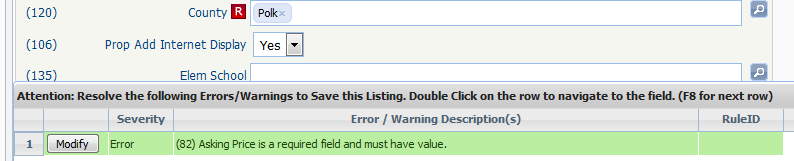 (120) County R Polk×
(106) Prop Add Internet Display Yes
(135) Elem School
Attention: Resolve the following Errors/Warnings to Save this Listing. Double Click on the row to navigate to the field. (F8 for next row)
Severity Error / Warning Description(s) RuleID
1 Modify Error (82) Asking Price is a required field and must have value.